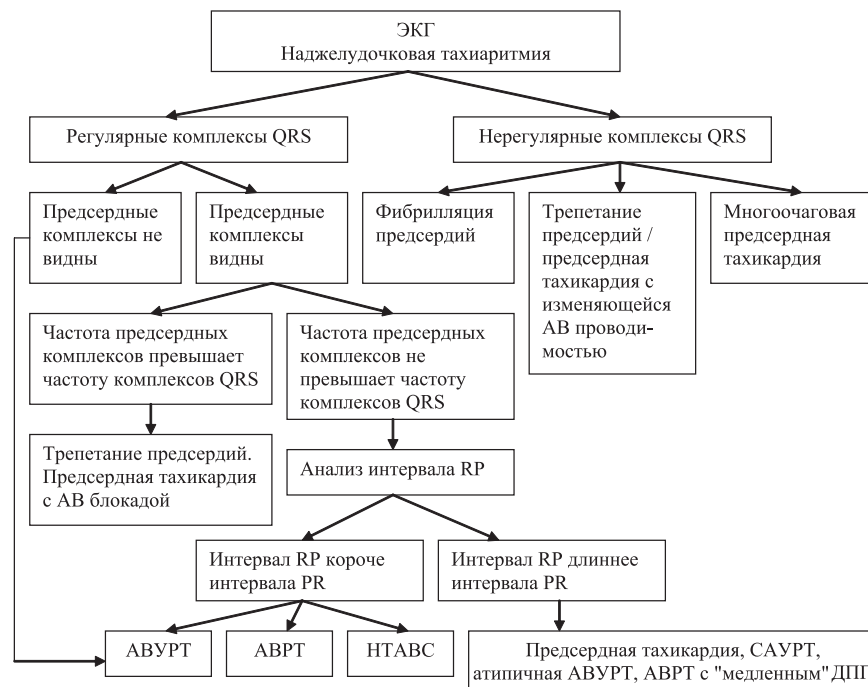 ЭКГ
Наджелудочковая тахиаритмия
Регулярные комплексы QRS
Нерегулярные комплексы QRS
Предсердные
комплексы не
видны
Предсердные
комплексы
видны
Фибрилляция
предсердий
Трепетание
предсердий /
предсердная
тахикардия с
изменяющейся
АВ проводи-
мостью
Многоочаговая
предсердная
тахикардия
Частота предсердных
комплексов превышает
частоту комплексов QRS
Частота предсердных
комплексов не
превышает частоту
комплексов QRS
Трепетание предсердий.
Предсердная тахикардия
с АВ блокадой
Анализ интервала RP
Интервал RP короче
интервала PR
Интервал RP длиннее
интервала PR
АВУРТ
АВРТ
НТАВС
Предсердная тахикардия, САУРТ,
атипичная АВУРТ, АВРТ с "медленным" ДПП